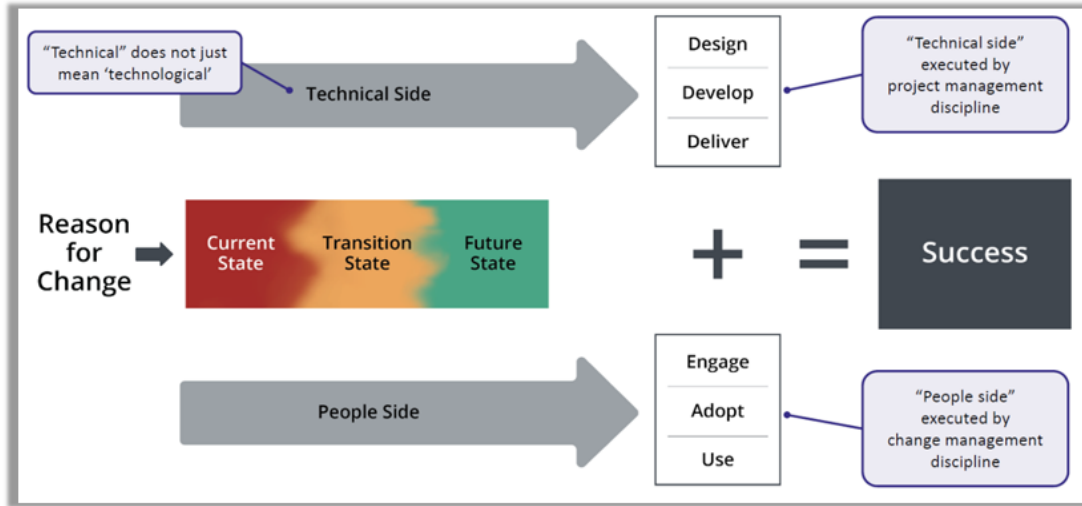 “Technical” does not just
mean ‘technological’
Technical Side
Design
Develop
Deliver
“Technical side”
executed by
project management
discipline
Reason
for
Change
Current
State
Transition
State
Future
State
+
=
Success
People Side
Engage
Adopt
Use
“People side”
executed by
change management
discipline